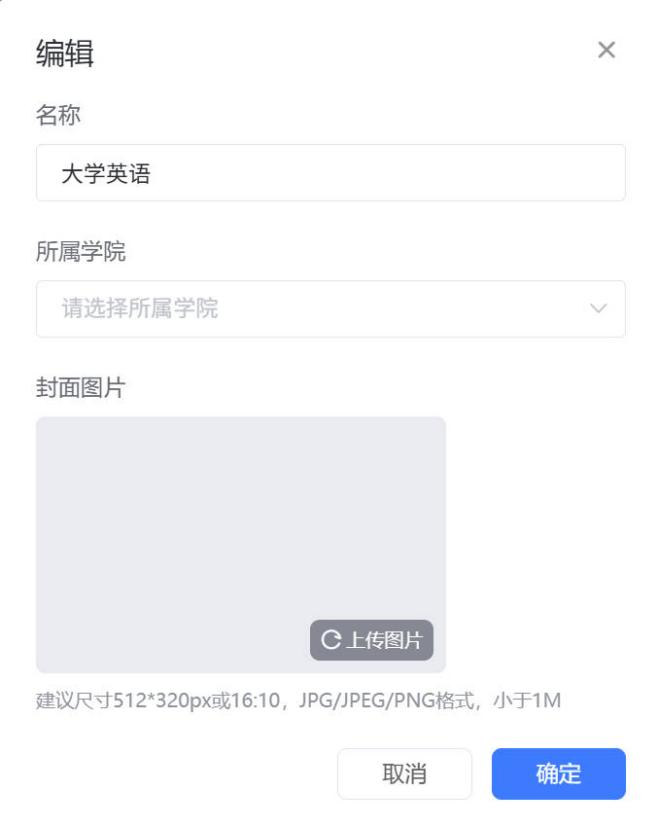 编辑
名称
大学英语
所属学院
请选择所属学院
封面图片
上传图片
建议尺寸512*320px或16:10，JPG/JPEG/PNG格式，小于1M
取消 确定